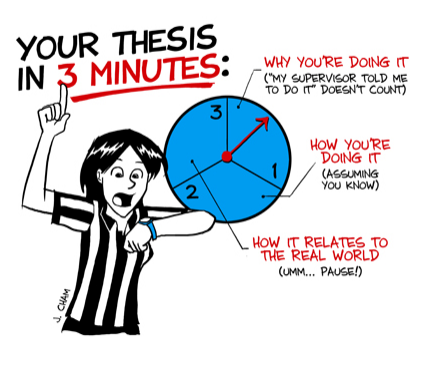 YOUR THESIS
IN 3 MINUTES:
WHY YOU'RE DOING IT
("MY SUPERVISOR TOLD ME
TO DO IT" DOESN'T COUNT)
3
HOW YOU'RE
DOING IT
(ASSUMING
YOU KNOW)
1
2
HOW IT RELATES TO
THE REAL WORLD
(UMM... PAUSE!)
J. CHAM